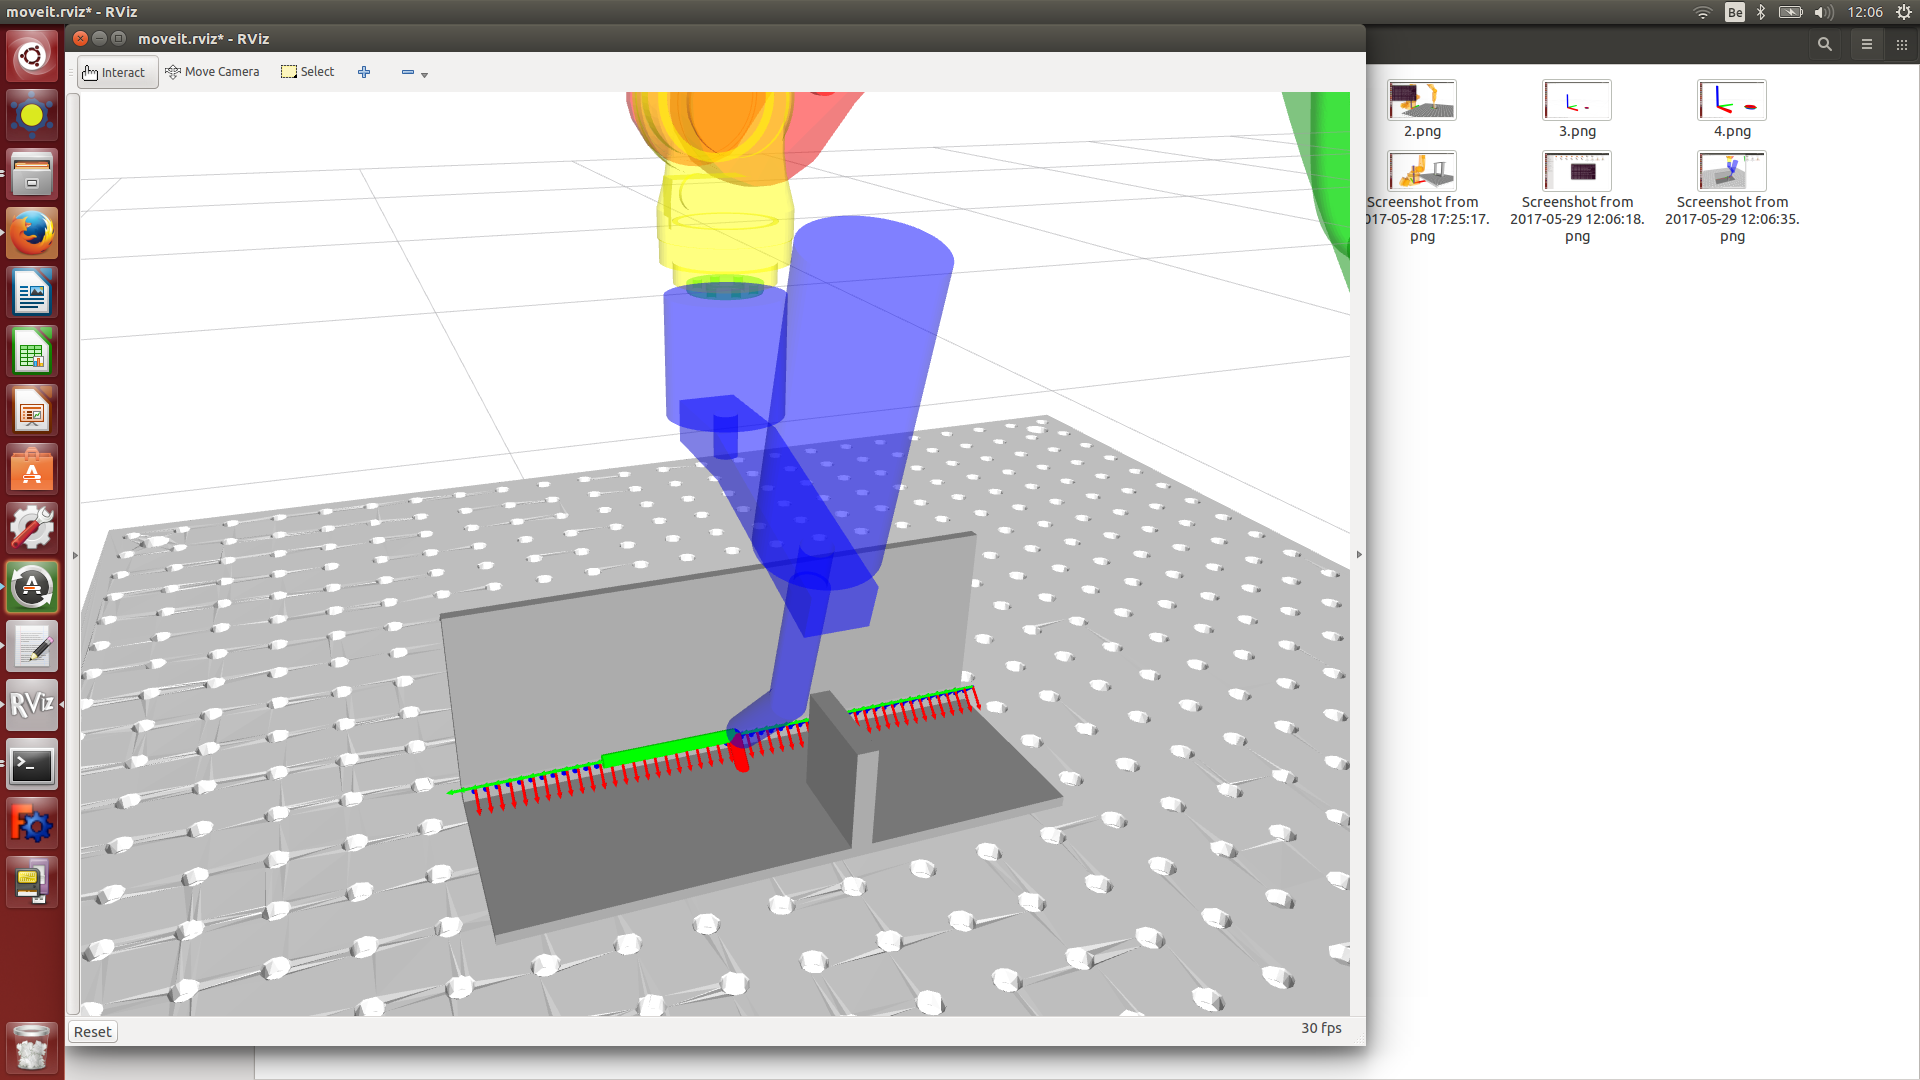 moveit.rviz* - RViz
Be
12:06
moveit.rviz* - RViz
Interact
Move Camera
Select
2.png
3.png
4.png
Screenshot from
2017-05-28 17:25:17.
png
Screenshot from
2017-05-29 12:06:18.
png
Screenshot from
2017-05-29 12:06:35.
png
RViz
Reset
30 fps